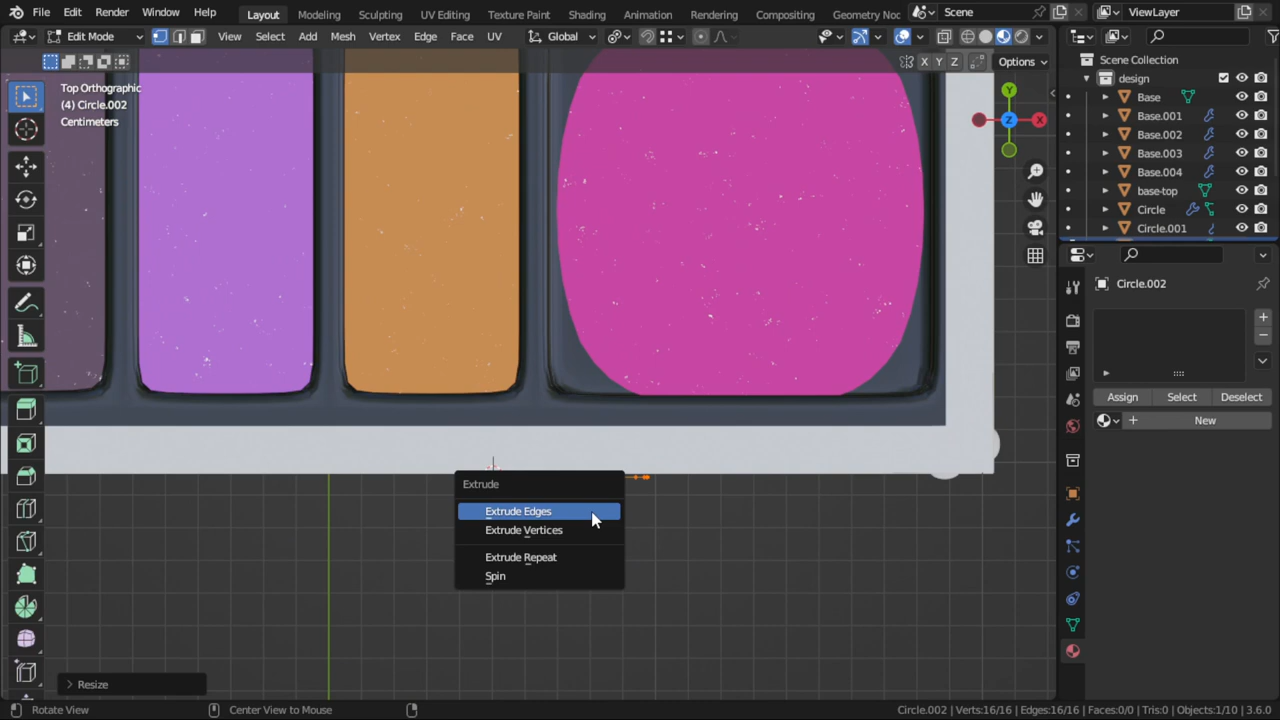 File Edit Render Window Help Layout Modeling Sculpting UV Editing Texture Paint Shading Animation Rendering Compositing Geometry Noc Scene ViewLayer
Edit Mode View Select Add Mesh Vertex Edge Face UV Global
X Y Z Options
Top Orthographic
(4) Circle.002
Centimeters
Y
Z X
Scene Collection
design
Base
Base.001
Base.002
Base.003
Base.004
base-top
Circle
Circle.001
Circle.002
Assign Select Deselect
New
Extrude
Extrude Edges
Extrude Vertices
Extrude Repeat
Spin
Resize
Rotate View Center View to Mouse Circle.002 | Verts:16/16 | Edges:16/16 | Faces:0/0 | Tris:0 | Objects:1/10 | 3.6.0